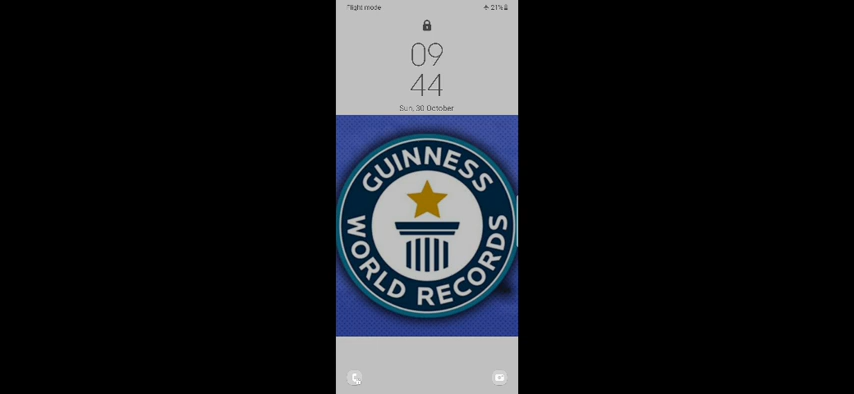 Flight mode
21%
09
44
Sun, 30 October
GUINNESS
WORLD RECORDS